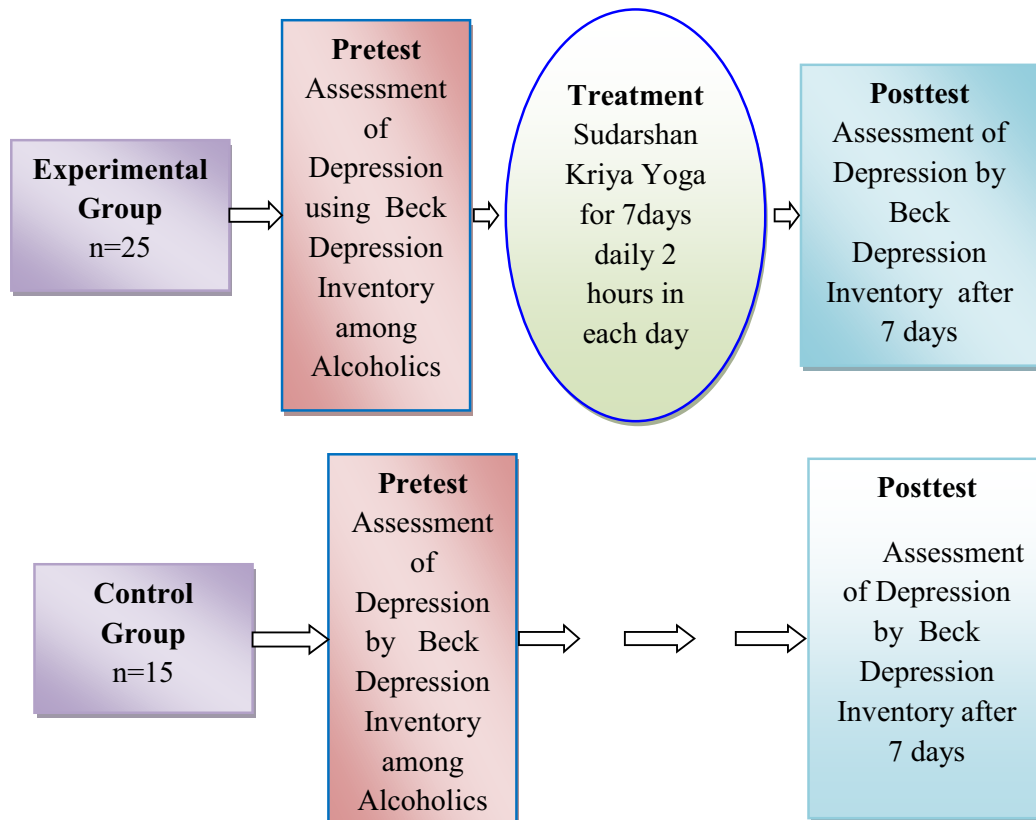 Experimental
Group
n=25
Pretest
Assessment
of
Depression
using Beck
Depression
Inventory
among
Alcoholics
Treatment
Sudarshan
Kriya Yoga
for 7days
daily 2
hours in
each day
Posttest
Assessment of
Depression by
Beck
Depression
Inventory after
7 days
Control
Group
n=15
Pretest
Assessment
of
Depression
by Beck
Depression
Inventory
among
Alcoholics
Posttest
Assessment
of Depression
by Beck
Depression
Inventory after
7 days